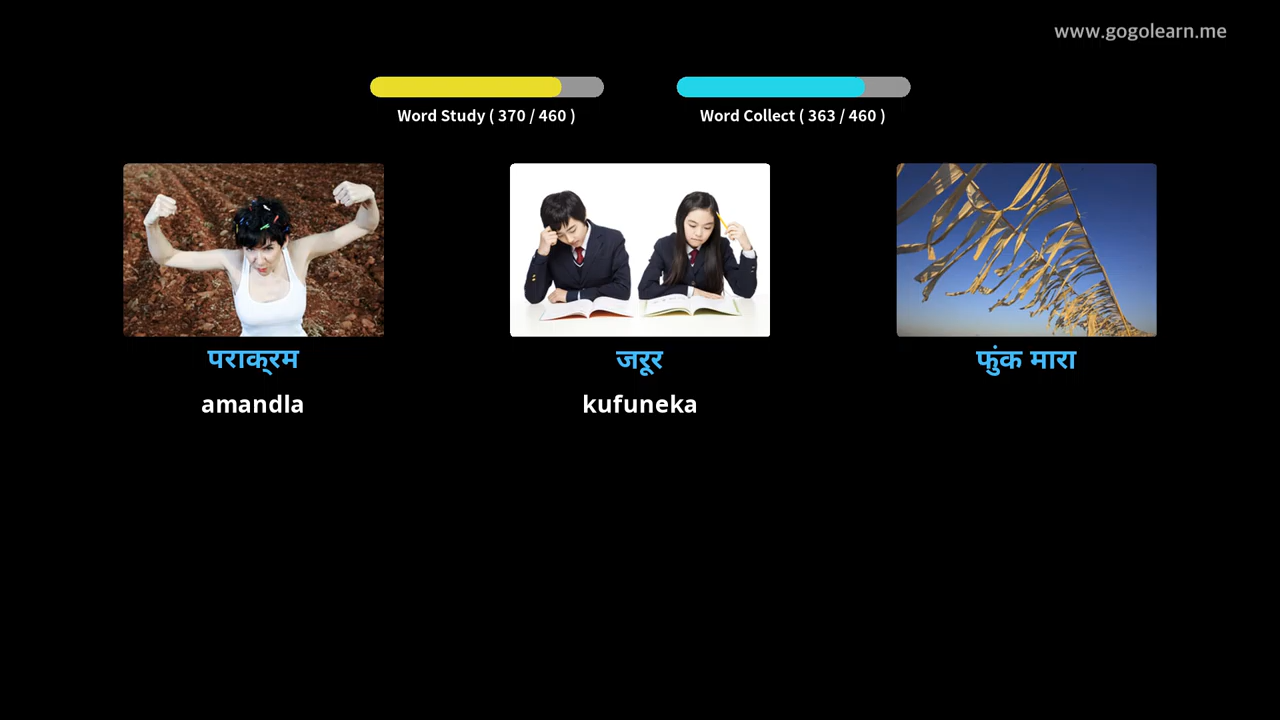 www.gogolearn.me
Word Study ( 370 / 460 )
Word Collect ( 363 / 460 )
पराक्रम
जरूर
फुंक मारा
amandla
kufuneka